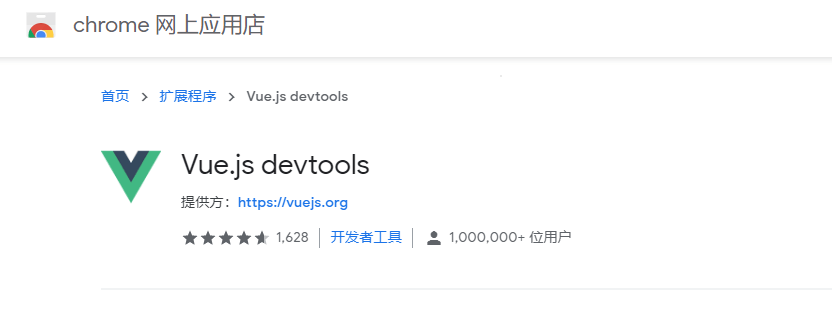 chrome 网上应用店
首页 > 扩展程序 > Vue.js devtools
Vue.js devtools
提供方：https://vuejs.org
1,628 开发者工具 1,000,000+ 位用户